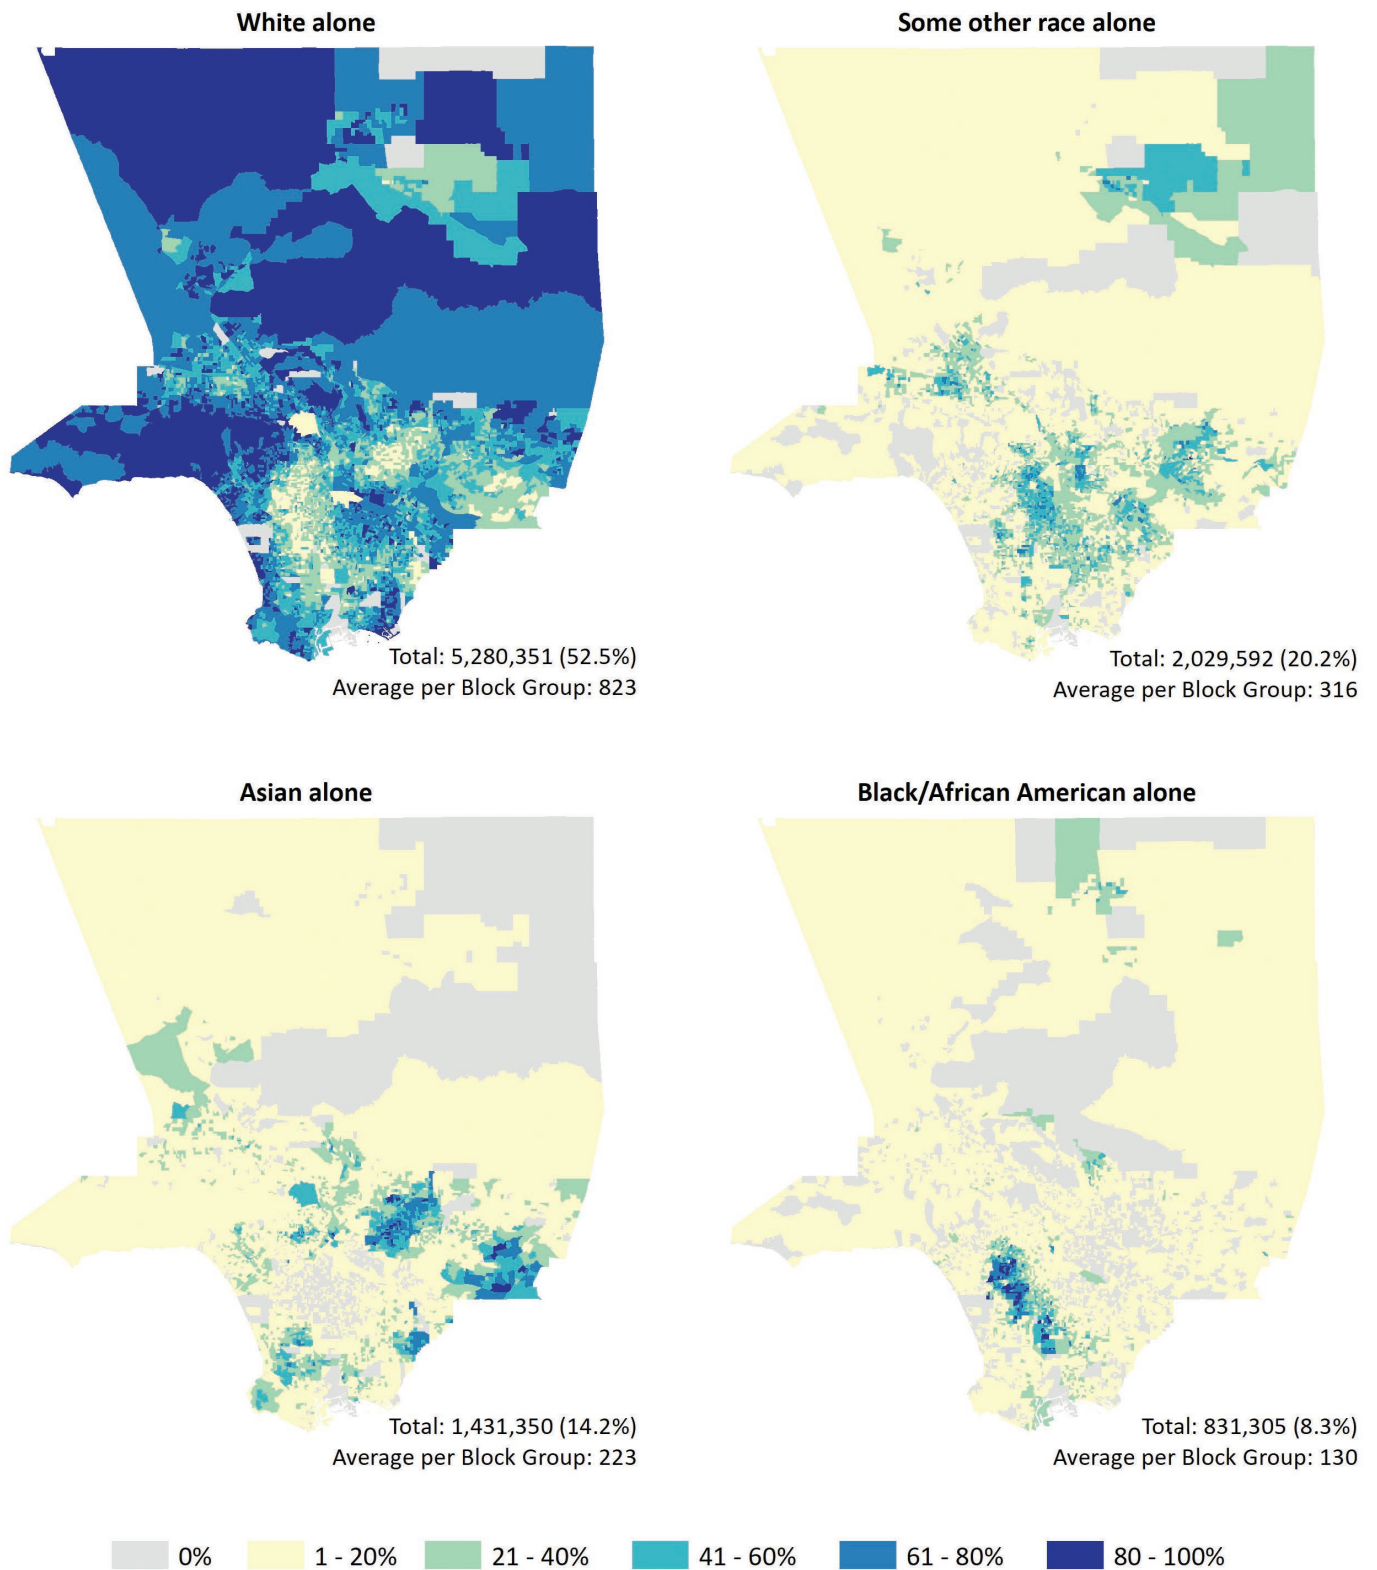 White alone
Some other race alone
Total: 5,280,351 (52.5%)
Average per Block Group: 823
Total: 2,029,592 (20.2%)
Average per Block Group: 316
Asian alone
Black/African American alone
Total: 1,431,350 (14.2%)
Average per Block Group: 223
Total: 831,305 (8.3%)
Average per Block Group: 130
0% 1 - 20% 21 - 40% 41 - 60% 61 - 80% 80 - 100%